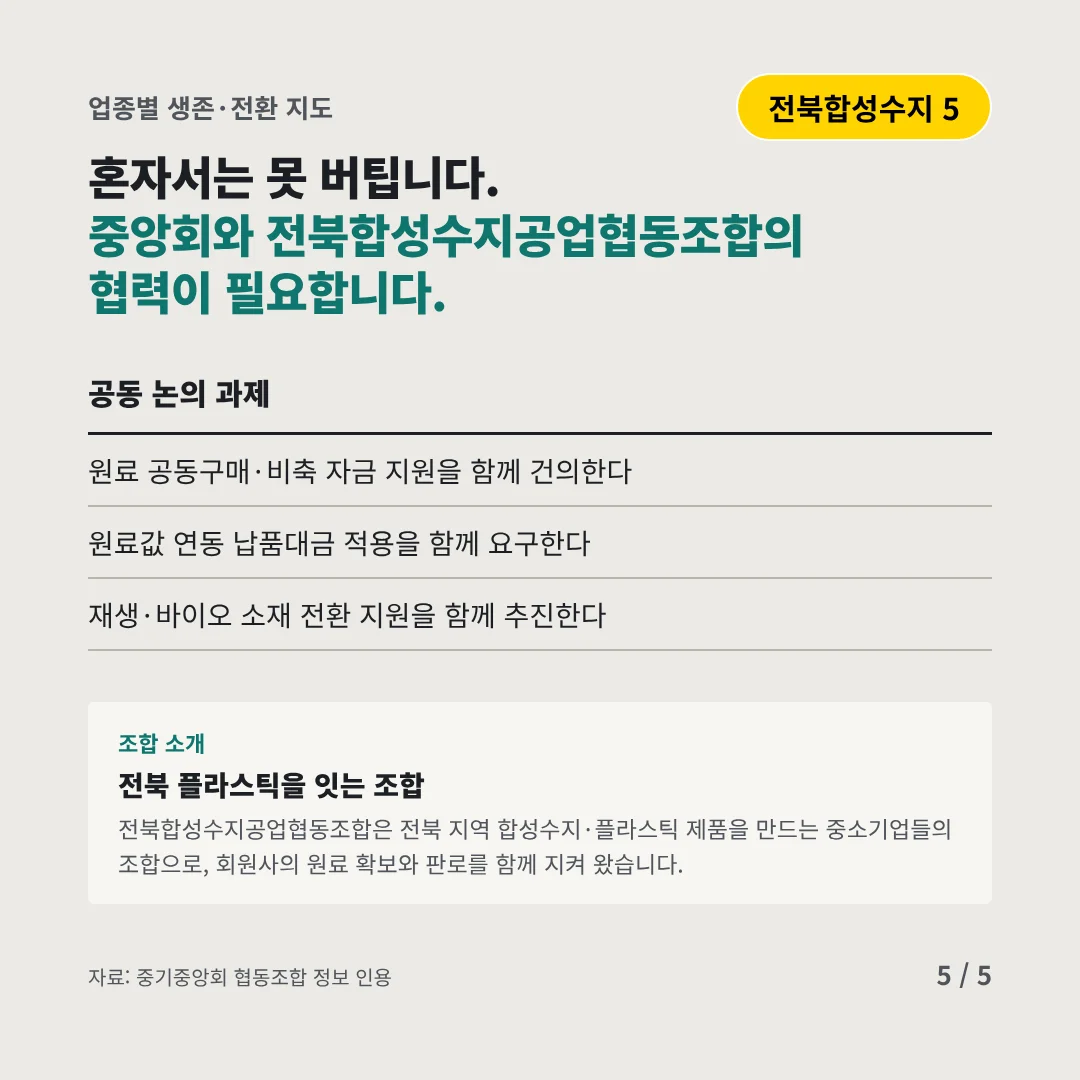 업종별 생존·전환 지도
전북합성수지 5
혼자서는 못 버팁니다.
중앙회와 전북합성수지공업협동조합의
협력이 필요합니다.
공동 논의 과제
원료 공동구매·비축 자금 지원을 함께 건의한다
원료값 연동 납품대금 적용을 함께 요구한다
재생·바이오 소재 전환 지원을 함께 추진한다
조합 소개
전북 플라스틱을 잇는 조합
전북합성수지공업협동조합은 전북 지역 합성수지·플라스틱 제품을 만드는 중소기업들의
조합으로, 회원사의 원료 확보와 판로를 함께 지켜 왔습니다.
자료: 중기중앙회 협동조합 정보 인용
5 / 5